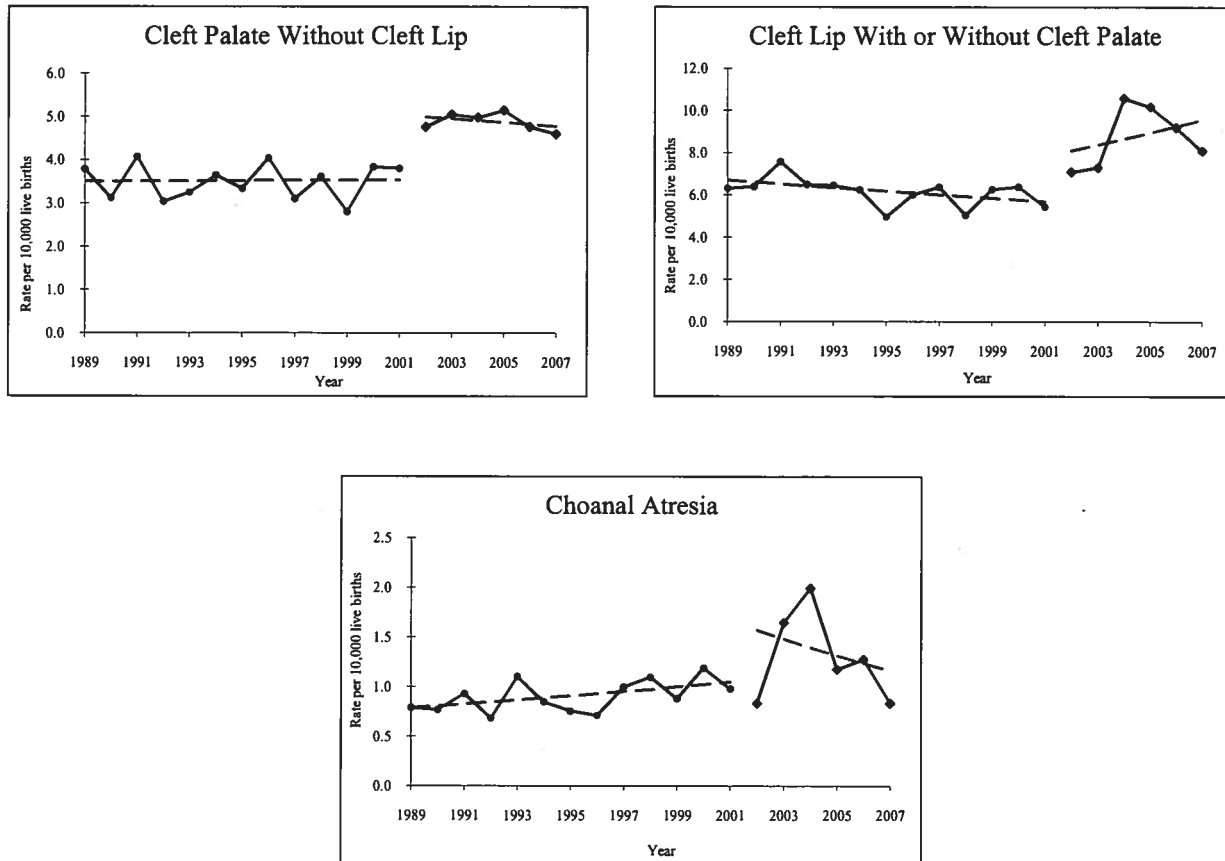 Cleft Palate Without Cleft Lip
6.0
5.0
4.0
3.0
2.0
1.0
0.0
Rate per 10,000 live births
1989 1991 1993 1995 1997 1999 2001 2003 2005 2007
Year
Cleft Lip With or Without Cleft Palate
12.0
10.0
8.0
6.0
4.0
2.0
0.0
Rate per 10,000 live births
1989 1991 1993 1995 1997 1999 2001 2003 2005 2007
Year
Choanal Atresia
2.5
2.0
1.5
1.0
0.5
0.0
Rate per 10,000 live births
1989 1991 1993 1995 1997 1999 2001 2003 2005 2007
Year